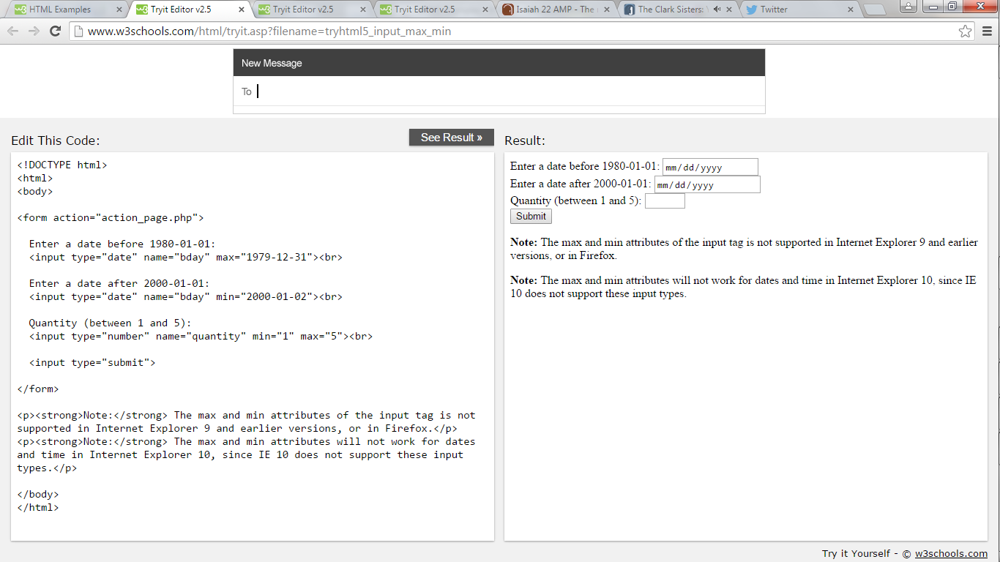 HTML Examples
Tryit Editor v2.5
Tryit Editor v2.5
Tryit Editor v2.5
Isaiah 22 AMP - The
The Clark Sisters:
Twitter
www.w3schools.com/html/tryit.asp?filename=tryhtml5_input_max_min
New Message
To
Edit This Code:
See Result »
<!DOCTYPE html>
<html>
<body>
<form action="action_page.php">
Enter a date before 1980-01-01:
<input type="date" name="bday" max="1979-12-31"><br>
Enter a date after 2000-01-01:
<input type="date" name="bday" min="2000-01-02"><br>
Quantity (between 1 and 5):
<input type="number" name="quantity" min="1" max="5"><br>
<input type="submit">
</form>
<p><strong>Note:</strong> The max and min attributes of the input tag is not
supported in Internet Explorer 9 and earlier versions, or in Firefox.</p>
<p><strong>Note:</strong> The max and min attributes will not work for dates
and time in Internet Explorer 10, since IE 10 does not support these input
types.</p>
</body>
</html>
Result:
Enter a date before 1980-01-01: mm/dd/yyyy
Enter a date after 2000-01-01: mm/dd/yyyy
Quantity (between 1 and 5):
Submit
Note: The max and min attributes of the input tag is not supported in Internet Explorer 9 and earlier
versions, or in Firefox.
Note: The max and min attributes will not work for dates and time in Internet Explorer 10, since IE
10 does not support these input types.
Try it Yourself - © w3schools.com